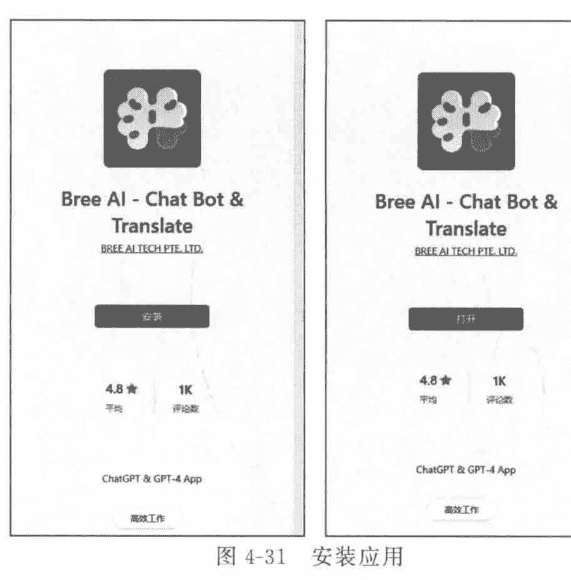 Bree AI - Chat Bot &
Translate
BREE AI TECH PTE. LTD.
安装
4.8 ★ 1K
平均 评论数
ChatGPT & GPT-4 App
高效工作
Bree AI - Chat Bot &
Translate
BREE AI TECH PTE. LTD.
打开
4.8 ★ 1K
平均 评论数
ChatGPT & GPT-4 App
高效工作
图 4-31 安装应用